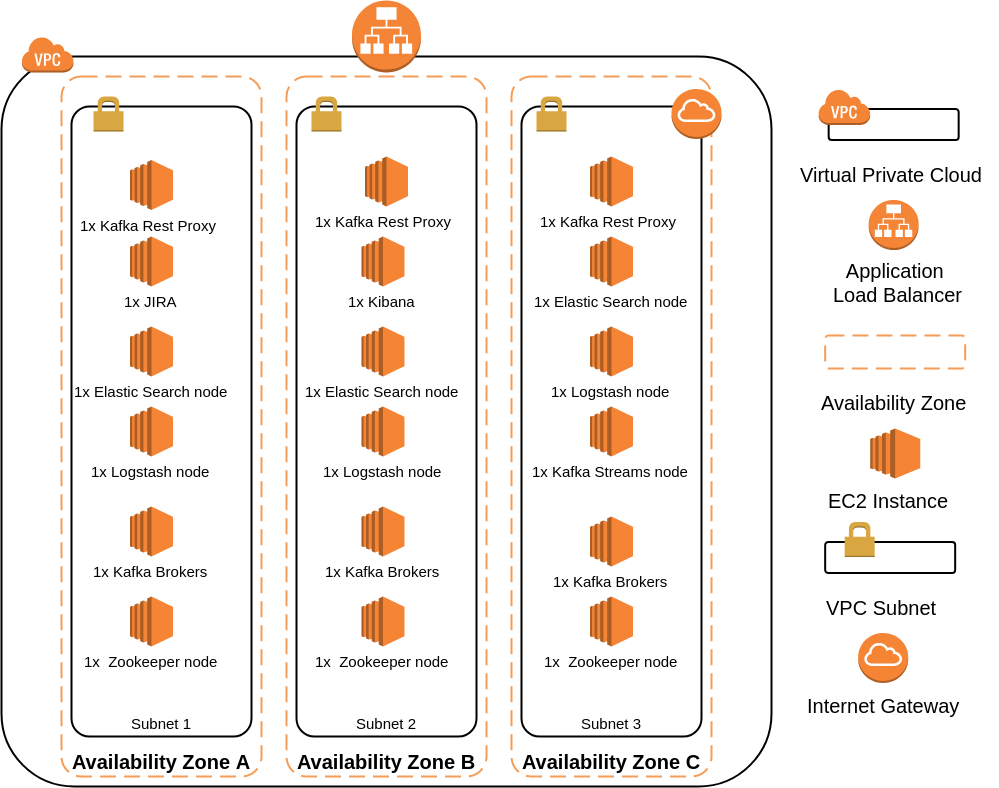 VPC
1x Kafka Rest Proxy
1x JIRA
1x Elastic Search node
1x Logstash node
1x Kafka Brokers
1x  Zookeeper node
Subnet 1
Availability Zone A
1x Kafka Rest Proxy
1x Kibana
1x Elastic Search node
1x Logstash node
1x Kafka Brokers
1x  Zookeeper node
Subnet 2
Availability Zone B
1x Kafka Rest Proxy
1x Elastic Search node
1x Logstash node
1x Kafka Streams node
1x Kafka Brokers
1x  Zookeeper node
Subnet 3
Availability Zone C
VPC
Virtual Private Cloud
Application
Load Balancer
Availability Zone
EC2 Instance
VPC Subnet
Internet Gateway